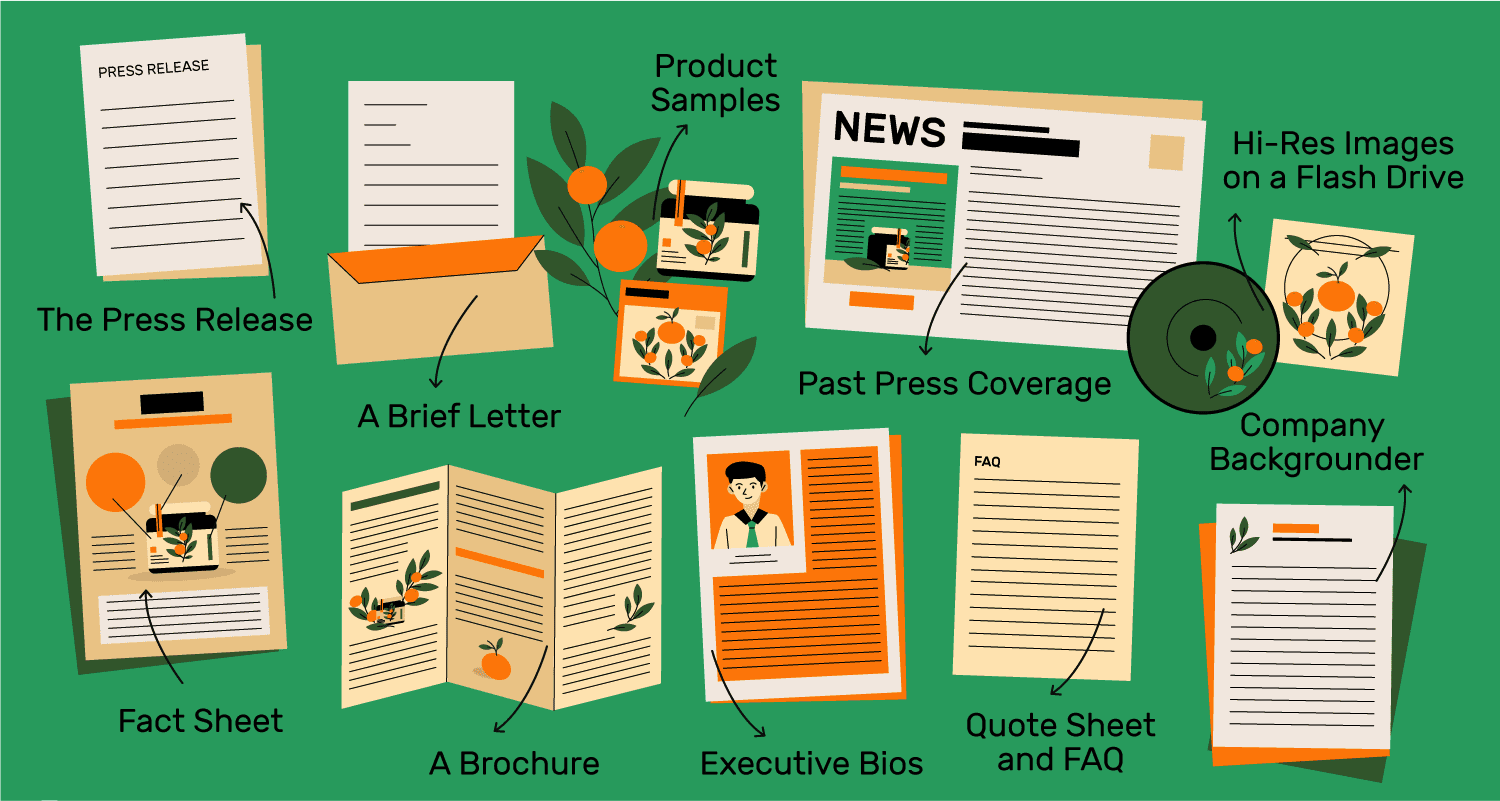 PRESS RELEASE
The Press Release
A Brief Letter
Product
Samples
NEWS
Past Press Coverage
Hi-Res Images
on a Flash Drive
Fact Sheet
A Brochure
Executive Bios
FAQ
Quote Sheet
and FAQ
Company
Backgrounder